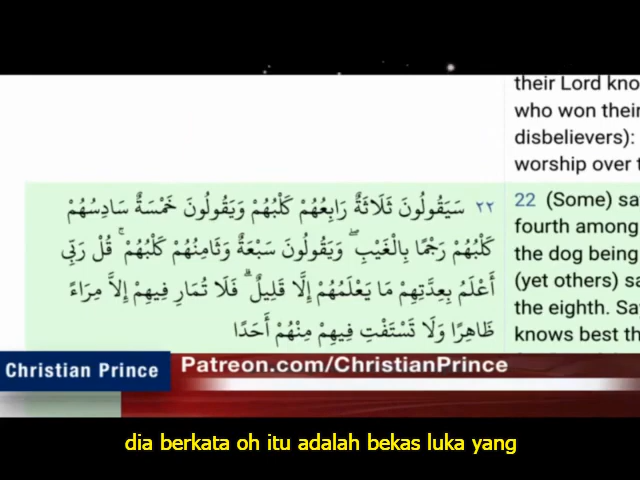 their Lord kno
who won their
disbelievers):
worship over t
٢٢ سَيَقُولُونَ ثَلَاثَةٌ رَابِعُهُمْ كَلْبُهُمْ وَيَقُولُونَ خَمْسَةٌ سَادِسُهُمْ
كَلْبُهُمْ رَجْمًا بِالْغَيْبِ ۖ وَيَقُولُونَ سَبْعَةٌ وَثَامِنُهُمْ كَلْبُهُمْ ۚ قُلْ رَبِّي
أَعْلَمُ بِعِدَّتِهِمْ مَا يَعْلَمُهُمْ إِلَّا قَلِيلٌ ۗ فَلَا تُمَارِ فِيهِمْ إِلَّا مِرَاءً
ظَاهِرًا وَلَا تَسْتَفْتِ فِيهِمْ مِنْهُمْ أَحَدًا
22 (Some) sa
fourth among
the dog being
(yet others) sa
the eighth. Sa
knows best th
Christian Prince
Patreon.com/ChristianPrince
dia berkata oh itu adalah bekas luka yang